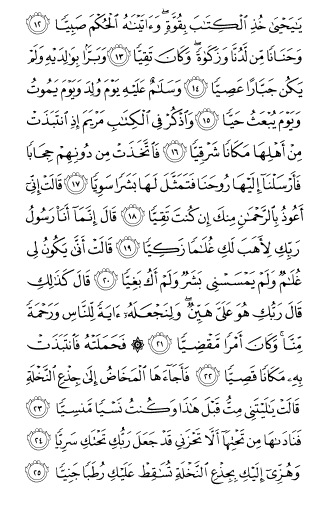 يَٰيَحْيَىٰ خُذِ ٱلْكِتَٰبَ بِقُوَّةٍ ۖ وَءَاتَيْنَٰهُ ٱلْحُكْمَ صَبِيًّا ١٢
وَحَنَانًا مِّن لَّدُنَّا وَزَكَوٰةً ۖ وَكَانَ تَقِيًّا ١٣ وَبَرًّۢا بِوَٰلِدَيْهِ وَلَمْ
يَكُن جَبَّارًا عَصِيًّا ١٤ وَسَلَٰمٌ عَلَيْهِ يَوْمَ وُلِدَ وَيَوْمَ يَمُوتُ
وَيَوْمَ يُبْعَثُ حَيًّا ١٥ وَٱذْكُرْ فِى ٱلْكِتَٰبِ مَرْيَمَ إِذِ ٱنتَبَذَتْ
مِنْ أَهْلِهَا مَكَانًا شَرْقِيًّا ١٦ فَٱتَّخَذَتْ مِن دُونِهِمْ حِجَابًا
فَأَرْسَلْنَآ إِلَيْهَا رُوحَنَا فَتَمَثَّلَ لَهَا بَشَرًا سَوِيًّا ١٧ قَالَتْ إِنِّىٓ
أَعُوذُ بِٱلرَّحْمَٰنِ مِنكَ إِن كُنتَ تَقِيًّا ١٨ قَالَ إِنَّمَآ أَنَا۠ رَسُولُ
رَبِّكِ لِأَهَبَ لَكِ غُلَٰمًا زَكِيًّا ١٩ قَالَتْ أَنَّىٰ يَكُونُ لِى
غُلَٰمٌ وَلَمْ يَمْسَسْنِى بَشَرٌ وَلَمْ أَكُ بَغِيًّا ٢٠ قَالَ كَذَٰلِكِ
قَالَ رَبُّكِ هُوَ عَلَىَّ هَيِّنٌ ۖ وَلِنَجْعَلَهُۥٓ ءَايَةً لِّلنَّاسِ وَرَحْمَةً
مِّنَّا ۚ وَكَانَ أَمْرًا مَّقْضِيًّا ٢١ ۞ فَحَمَلَتْهُ فَٱنتَبَذَتْ
بِهِۦ مَكَانًا قَصِيًّا ٢٢ فَأَجَآءَهَا ٱلْمَخَاضُ إِلَىٰ جِذْعِ ٱلنَّخْلَةِ
قَالَتْ يَٰلَيْتَنِى مِتُّ قَبْلَ هَٰذَا وَكُنتُ نَسْيًا مَّنسِيًّا ٢٣
فَنَادَىٰهَا مِن تَحْتِهَآ أَلَّا تَحْزَنِى قَدْ جَعَلَ رَبُّكِ تَحْتَكِ سَرِيًّا ٢٤
وَهُزِّىٓ إِلَيْكِ بِجِذْعِ ٱلنَّخْلَةِ تُسَٰقِطْ عَلَيْكِ رُطَبًا جَنِيًّا ٢٥